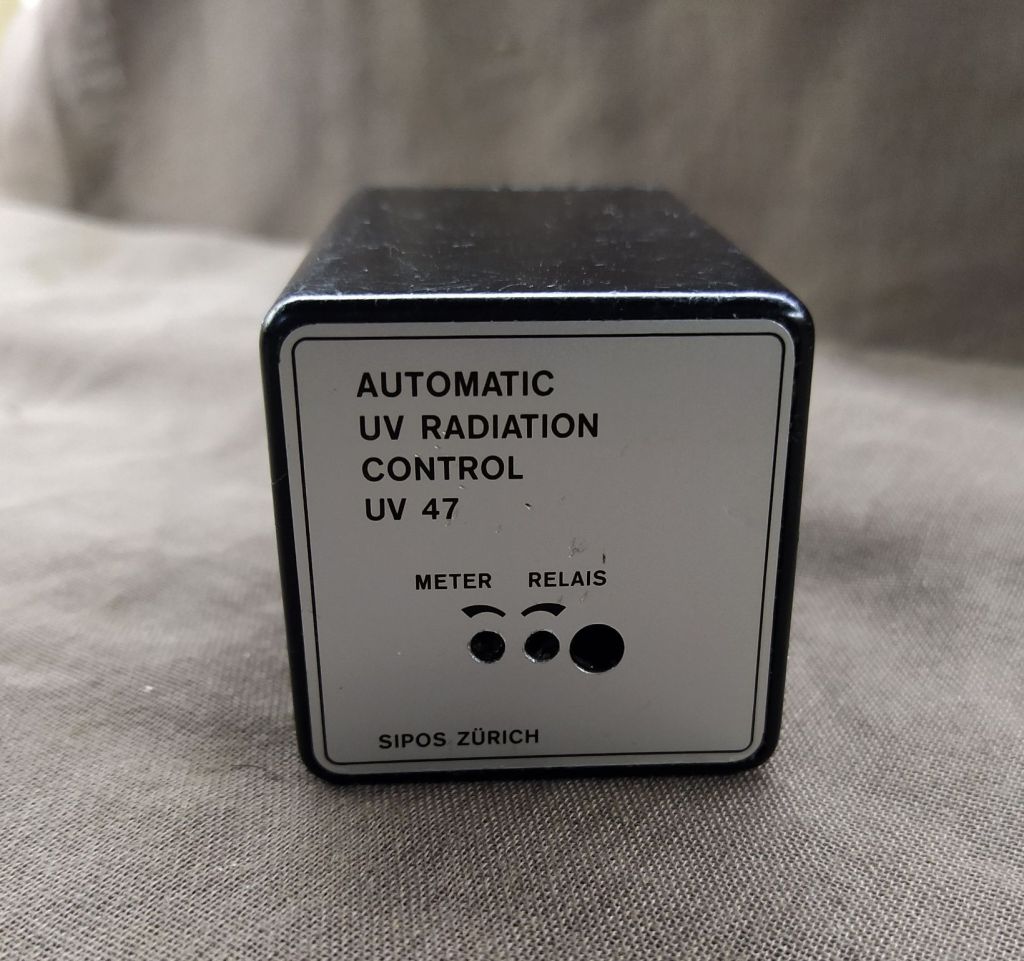 AUTOMATIC
UV RADIATION
CONTROL
UV 47
METER RELAIS
SIPOS ZÜRICH